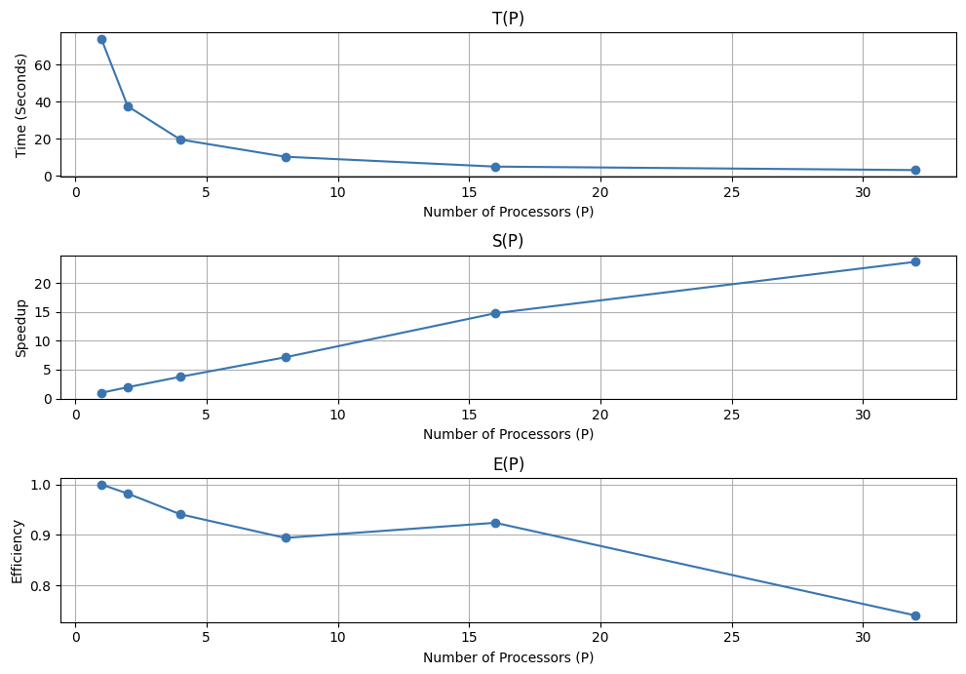 T(P)
Time (Seconds)
60
40
20
0
0 5 10 15 20 25 30
Number of Processors (P)
S(P)
Speedup
20
15
10
5
0
0 5 10 15 20 25 30
Number of Processors (P)
E(P)
Efficiency
1.0
0.9
0.8
0 5 10 15 20 25 30
Number of Processors (P)